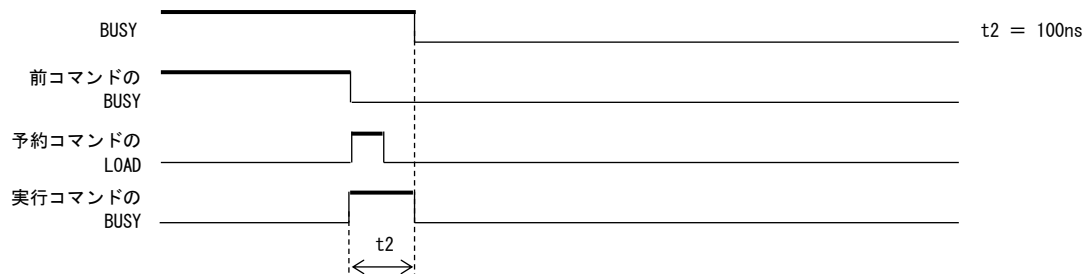 BUSY
t2 = 100ns
前コマンドの
BUSY
予約コマンドの
LOAD
実行コマンドの
BUSY
t2